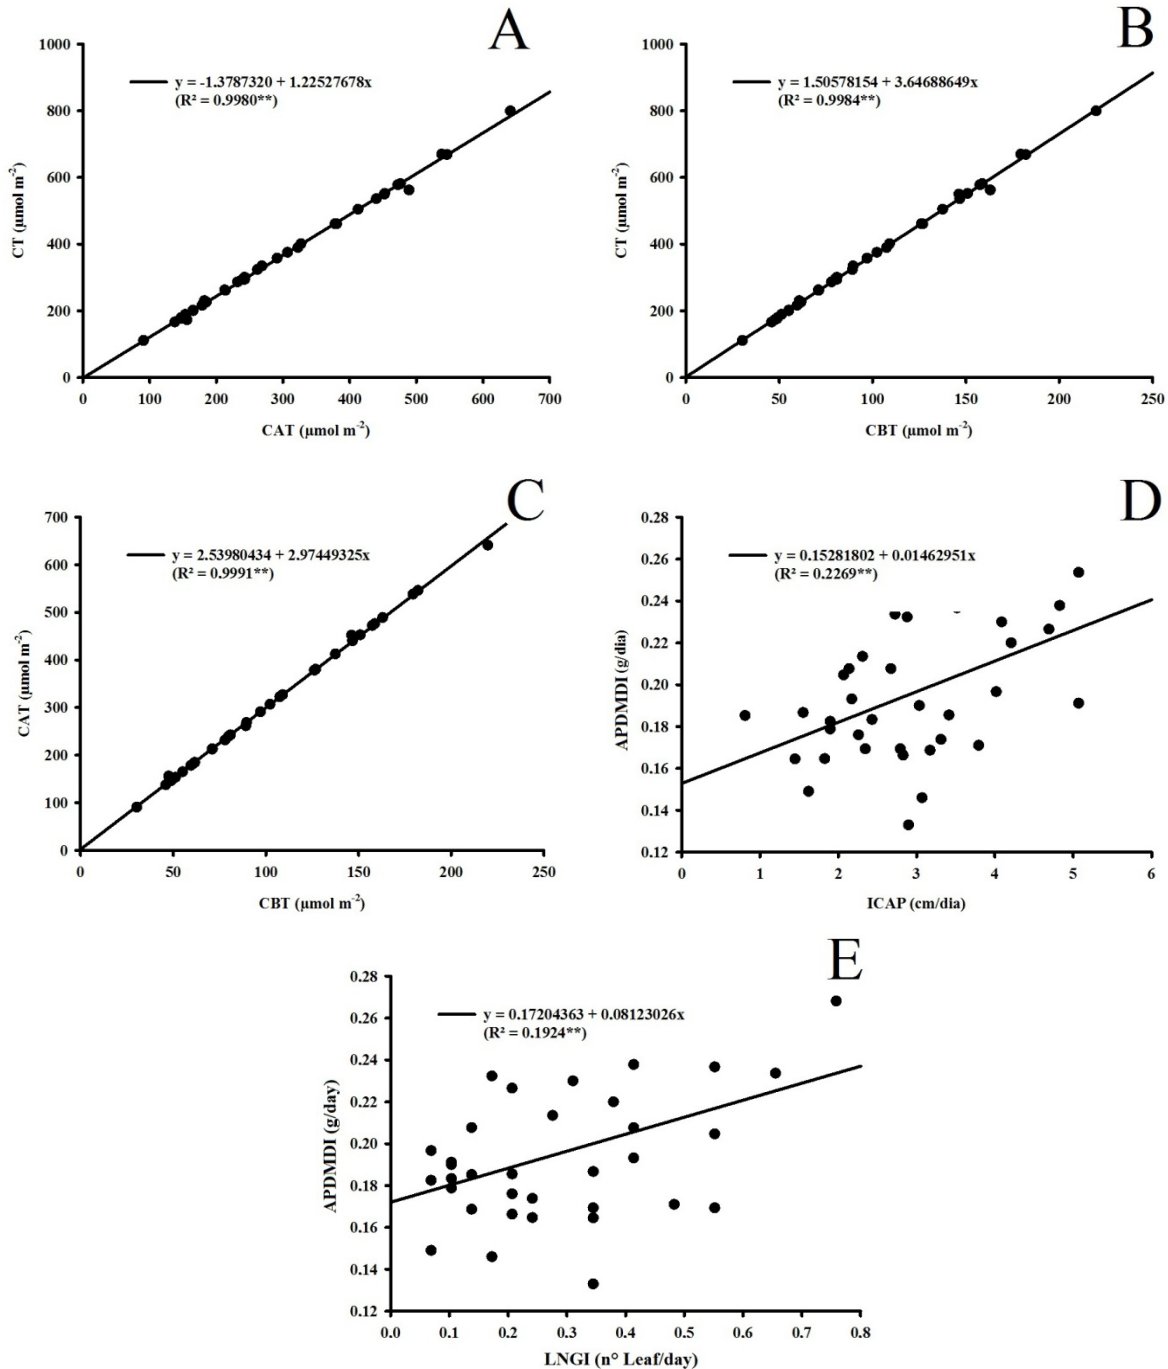 A
1000
800
600
400
200
0
y = -1.3787320 + 1.22527678x
(R² = 0.9980**)
CT (µmol m⁻²)
0 100 200 300 400 500 600 700
CAT (µmol m⁻²)
B
1000
800
600
400
200
0
y = 1.50578154 + 3.64688649x
(R² = 0.9984**)
CT (µmol m⁻²)
0 50 100 150 200 250
CBT (µmol m⁻²)
C
700
600
500
400
300
200
100
0
y = 2.53980434 + 2.97449325x
(R² = 0.9991**)
CAT (µmol m⁻²)
0 50 100 150 200 250
CBT (µmol m⁻²)
D
0.28
0.26
0.24
0.22
0.20
0.18
0.16
0.14
0.12
y = 0.15281802 + 0.01462951x
(R² = 0.2269**)
APDMDI (g/dia)
0 1 2 3 4 5 6
ICAP (cm/dia)
E
0.28
0.26
0.24
0.22
0.20
0.18
0.16
0.14
0.12
y = 0.17204363 + 0.08123026x
(R² = 0.1924**)
APDMDI (g/day)
0.0 0.1 0.2 0.3 0.4 0.5 0.6 0.7 0.8
LNGI (n° Leaf/day)